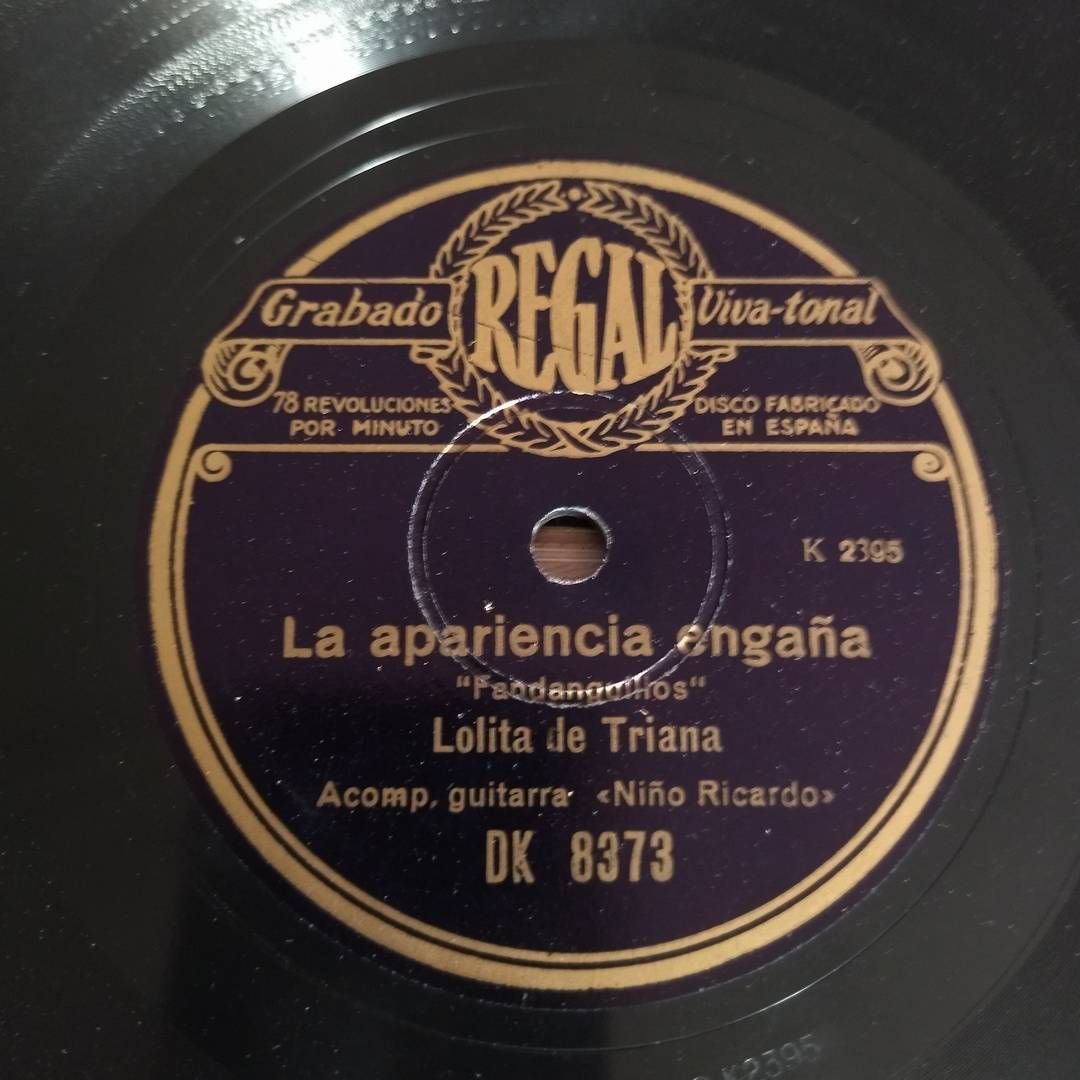 REGAL
Grabado Viva-tonal
78 REVOLUCIONES POR MINUTO
DISCO FABRICADO EN ESPAÑA
K 2395
La apariencia engaña
"Fandanguillos"
Lolita de Triana
Acomp. guitarra «Niño Ricardo»
DK 8373
K2395